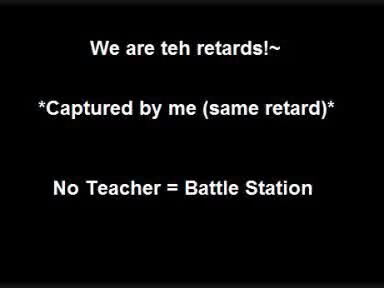 We are teh retards!~
*Captured by me (same retard)*
No Teacher = Battle Station